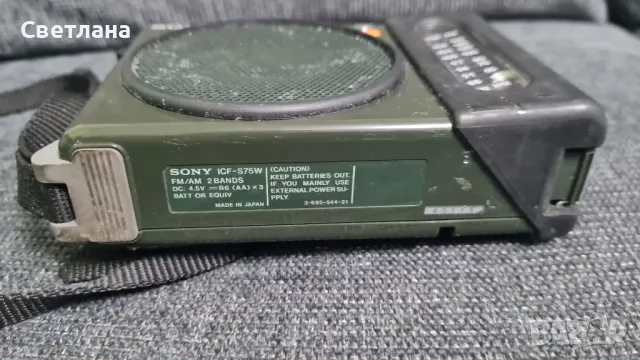 Светлана
SONY
SONY ICF-S75W
FM/AM 2 BANDS
DC: 4.5V ⎓ R6 (AA) × 3
BATT OR EQUIV
MADE IN JAPAN
(CAUTION)
KEEP BATTERIES OUT.
IF YOU MAINLY USE
EXTERNAL POWER SU-
PPLY.
3-895-544-21